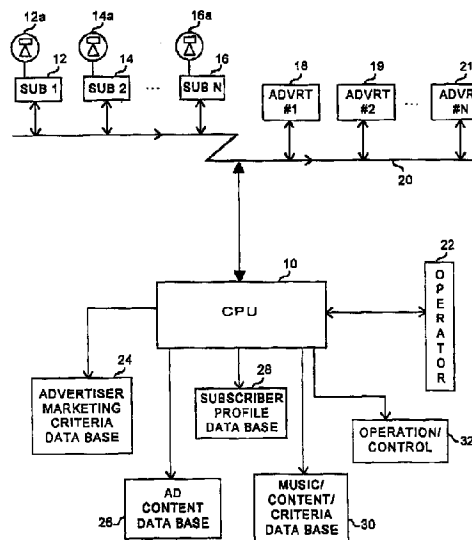 12a
14a
16a
12
14
16
SUB 1
SUB 2
...
SUB N
18
19
21
ADVRT
#1
ADVRT
#2
...
ADVRT
#N
20
10
CPU
22
OPERATOR
24
ADVERTISER
MARKETING
CRITERIA
DATA BASE
28
SUBSCRIBER
PROFILE
DATA BASE
OPERATION/
CONTROL
32
AD
CONTENT
DATA BASE
26
MUSIC/
CONTENT/
CRITERIA
DATA BASE
30